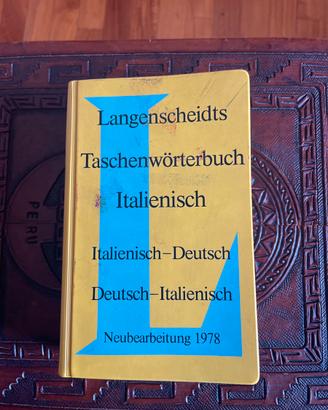 Langenscheidts
Taschenwörterbuch
Italienisch
Italienisch–Deutsch
Deutsch–Italienisch
Neubearbeitung 1978
L
PERU